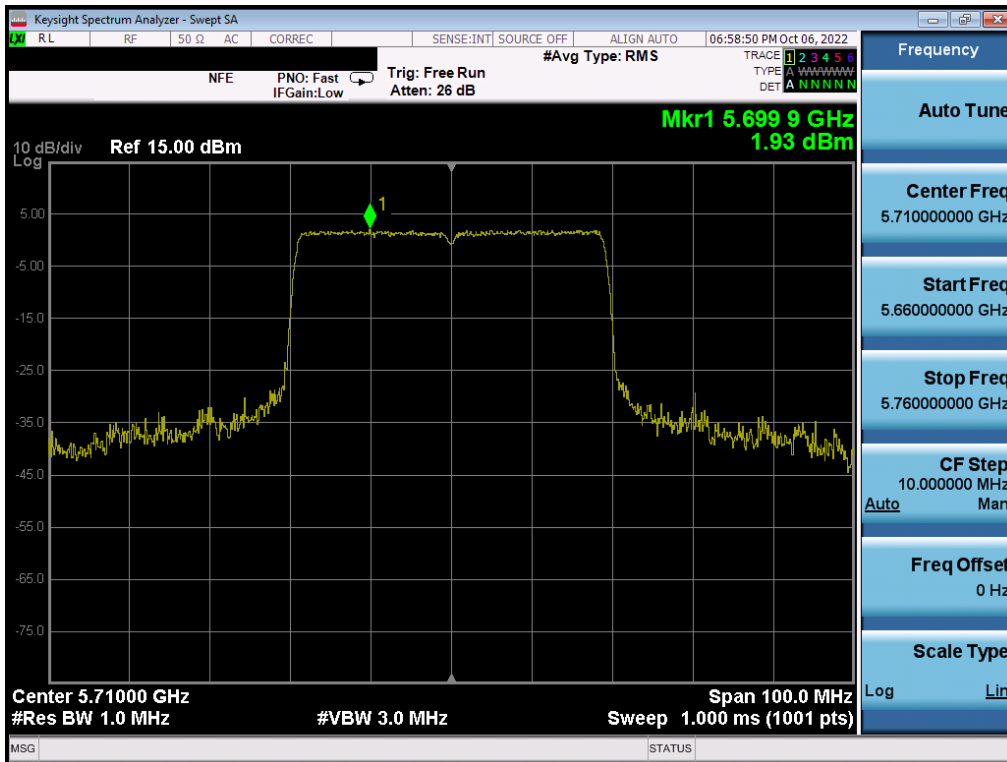 Keysight Spectrum Analyzer - Swept SA
LXI RL RF 50 Ω AC CORREC SENSE:INT SOURCE OFF ALIGN AUTO 06:58:50 PM Oct 06, 2022
NFE PNO: Fast IFGain:Low
Trig: Free Run
Atten: 26 dB
#Avg Type: RMS
TRACE 1 2 3 4 5 6
TYPE A WWWWW
DET A N N N N N
Mkr1 5.699 9 GHz
1.93 dBm
10 dB/div Ref 15.00 dBm
Log
1
5.00
-5.00
-15.0
-25.0
-35.0
-45.0
-55.0
-65.0
-75.0
Center 5.71000 GHz Span 100.0 MHz
#Res BW 1.0 MHz #VBW 3.0 MHz Sweep 1.000 ms (1001 pts)
MSG STATUS
Frequency
Auto Tune
Center Freq
5.710000000 GHz
Start Freq
5.660000000 GHz
Stop Freq
5.760000000 GHz
CF Step
10.000000 MHz
Auto Man
Freq Offset
0 Hz
Scale Type
Log Lin